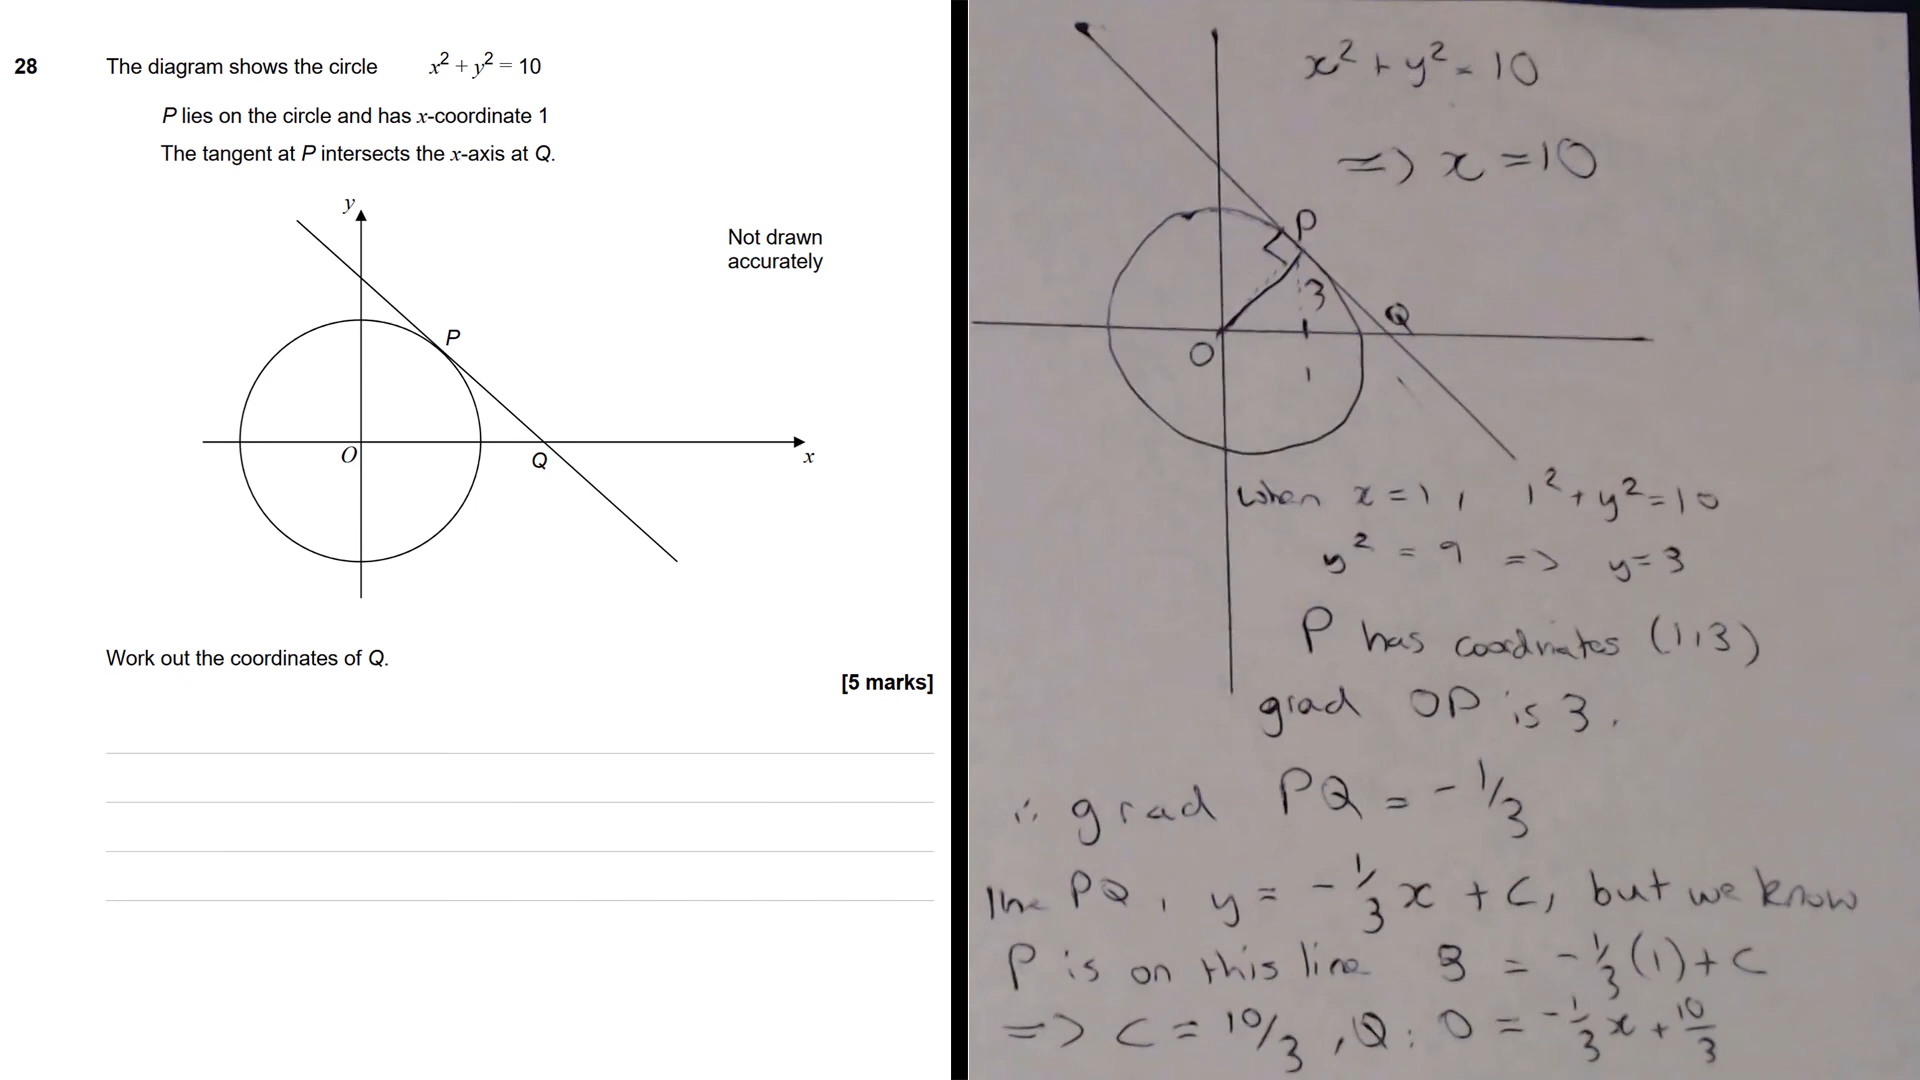 28 The diagram shows the circle x² + y² = 10
P lies on the circle and has x-coordinate 1
The tangent at P intersects the x-axis at Q.
y
Not drawn
accurately
P
O
Q
x
Work out the coordinates of Q.
[5 marks]
x² + y² = 10
=> x = 10
P
3
Q
O
1
when x = 1, 1² + y² = 10
y² = 9 => y = 3
P has coordinates (1,3)
grad OP is 3.
∴ grad PQ = -1/3
line PQ, y = -1/3 x + c, but we know
P is on this line 3 = -1/3 (1) + c
=> c = 10/3, Q: 0 = -1/3 x + 10/3